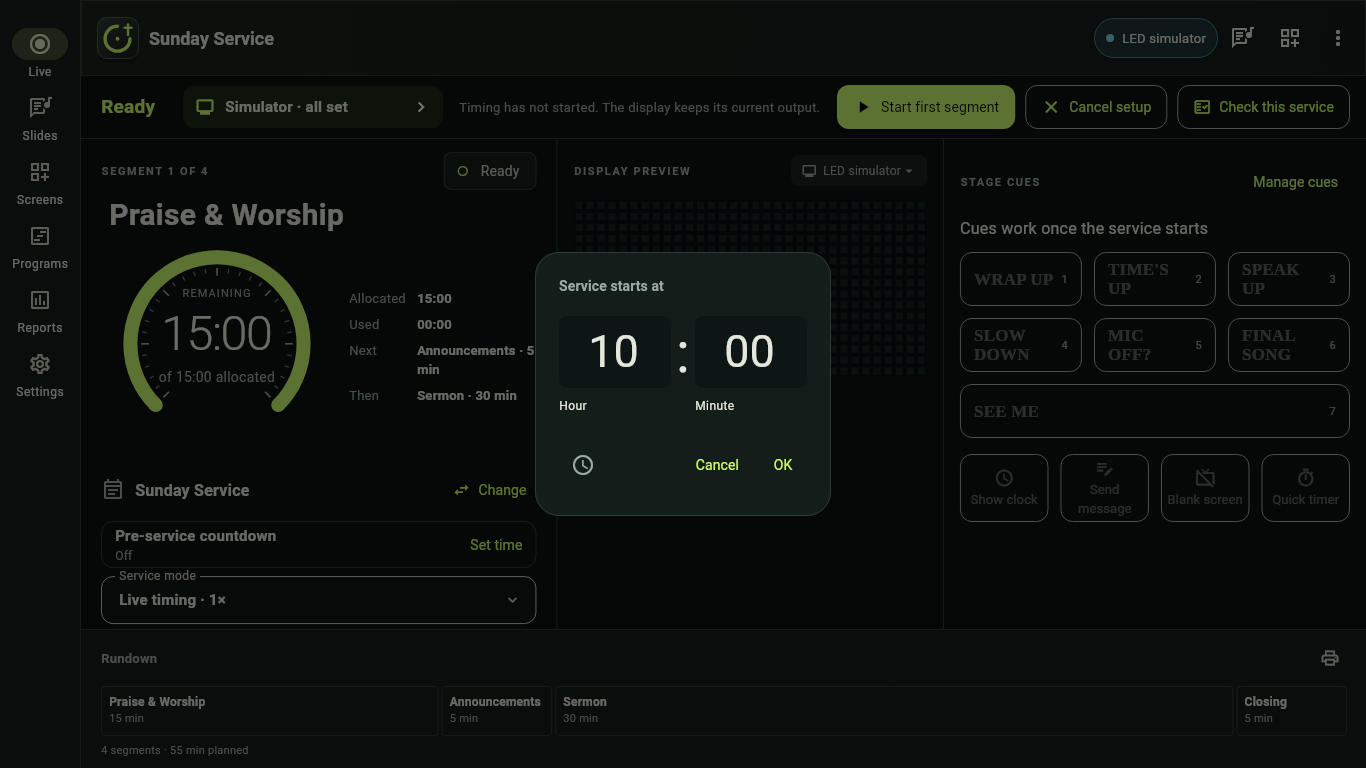 Sunday Service
LED simulator
Live
Slides
Screens
Programs
Reports
Settings
Ready
Simulator · all set
Timing has not started. The display keeps its current output.
Start first segment
Cancel setup
Check this service
SEGMENT 1 OF 4
Ready
Praise & Worship
REMAINING
15:00
of 15:00 allocated
Allocated 15:00
Used 00:00
Next Announcements · 5
min
Then Sermon · 30 min
Sunday Service
Change
Pre-service countdown
Off
Set time
Service mode
Live timing · 1×
DISPLAY PREVIEW
LED simulator
Service starts at
10 : 00
Hour Minute
Cancel OK
STAGE CUES
Manage cues
Cues work once the service starts
WRAP UP 1
TIME'S
UP 2
SPEAK
UP 3
SLOW
DOWN 4
MIC
OFF? 5
FINAL
SONG 6
SEE ME 7
Show clock
Send
message
Blank screen
Quick timer
Rundown
Praise & Worship
15 min
Announcements
5 min
Sermon
30 min
Closing
5 min
4 segments · 55 min planned